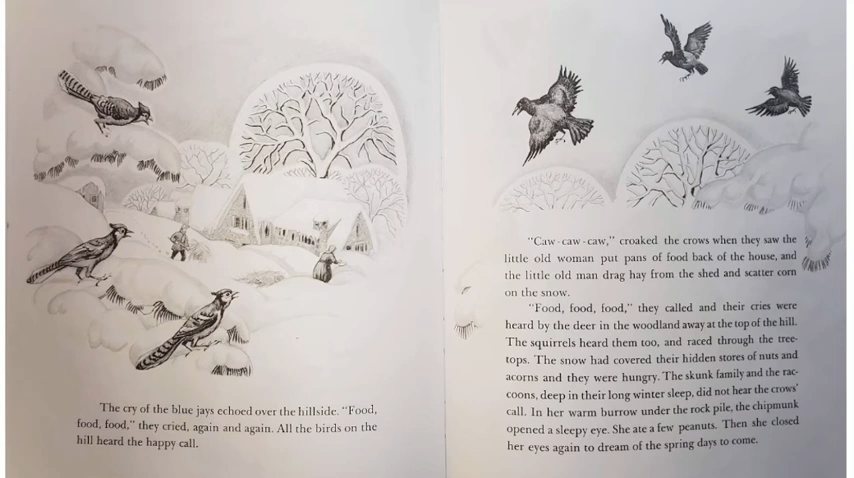 The cry of the blue jays echoed over the hillside. "Food,
food, food," they cried, again and again. All the birds on the
hill heard the happy call.
"Caw-caw-caw," croaked the crows when they saw the
little old woman put pans of food back of the house, and
the little old man drag hay from the shed and scatter corn
on the snow.
"Food, food, food," they called and their cries were
heard by the deer in the woodland away at the top of the hill.
The squirrels heard them too, and raced through the tree-
tops. The snow had covered their hidden stores of nuts and
acorns and they were hungry. The skunk family and the rac-
coons, deep in their long winter sleep, did not hear the crows'
call. In her warm burrow under the rock pile, the chipmunk
opened a sleepy eye. She ate a few peanuts. Then she closed
her eyes again to dream of the spring days to come.